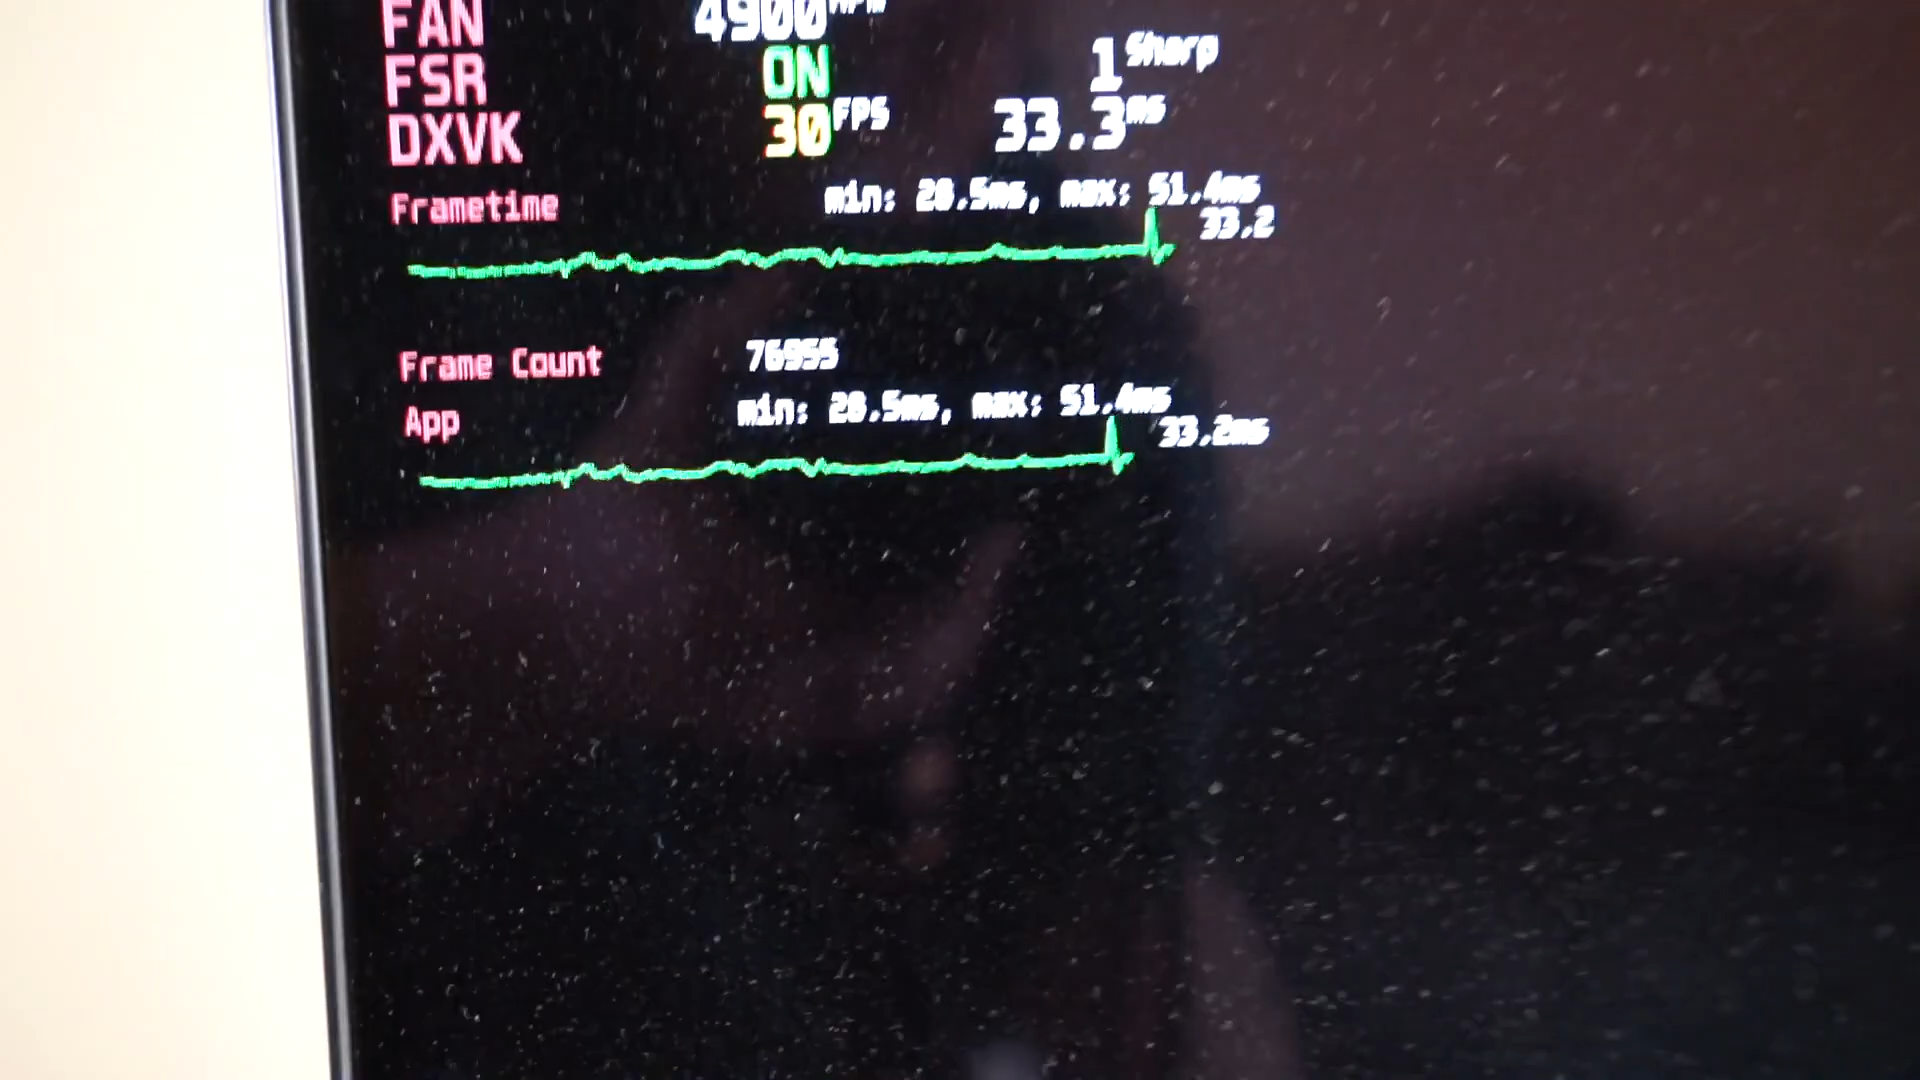 FAN 4900 RPM
FSR ON 1 Sharp
DXVK 30 FPS 33.3 ms
Frametime min: 28.5ms, max: 51.4ms
33.2
Frame Count 76955
App min: 28.5ms, max: 51.4ms
33.2ms